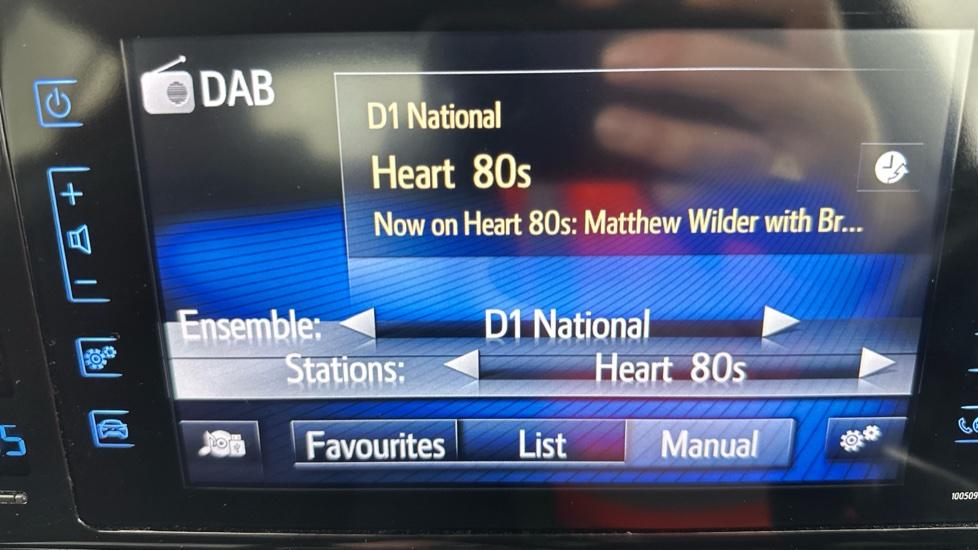 DAB
D1 National
Heart 80s
Now on Heart 80s: Matthew Wilder with Br...
Ensemble: D1 National
Stations: Heart 80s
Favourites List Manual
5
100509